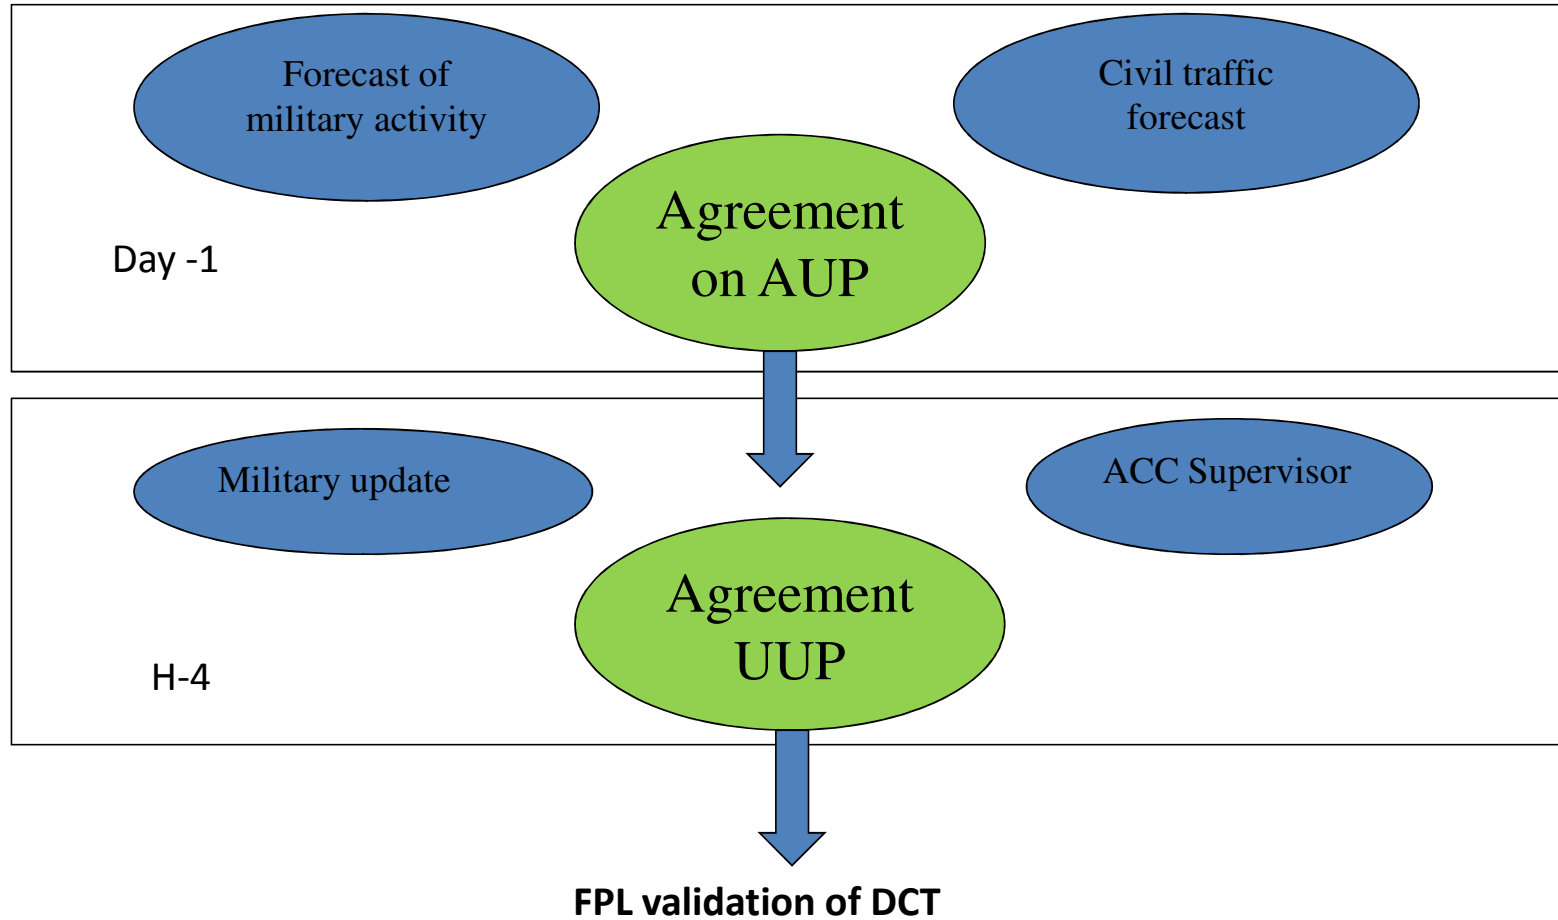 Forecast of
military activity
Civil traffic
forecast
Agreement
on AUP
Day -1
Military update
ACC Supervisor
Agreement
UUP
H-4
FPL validation of DCT